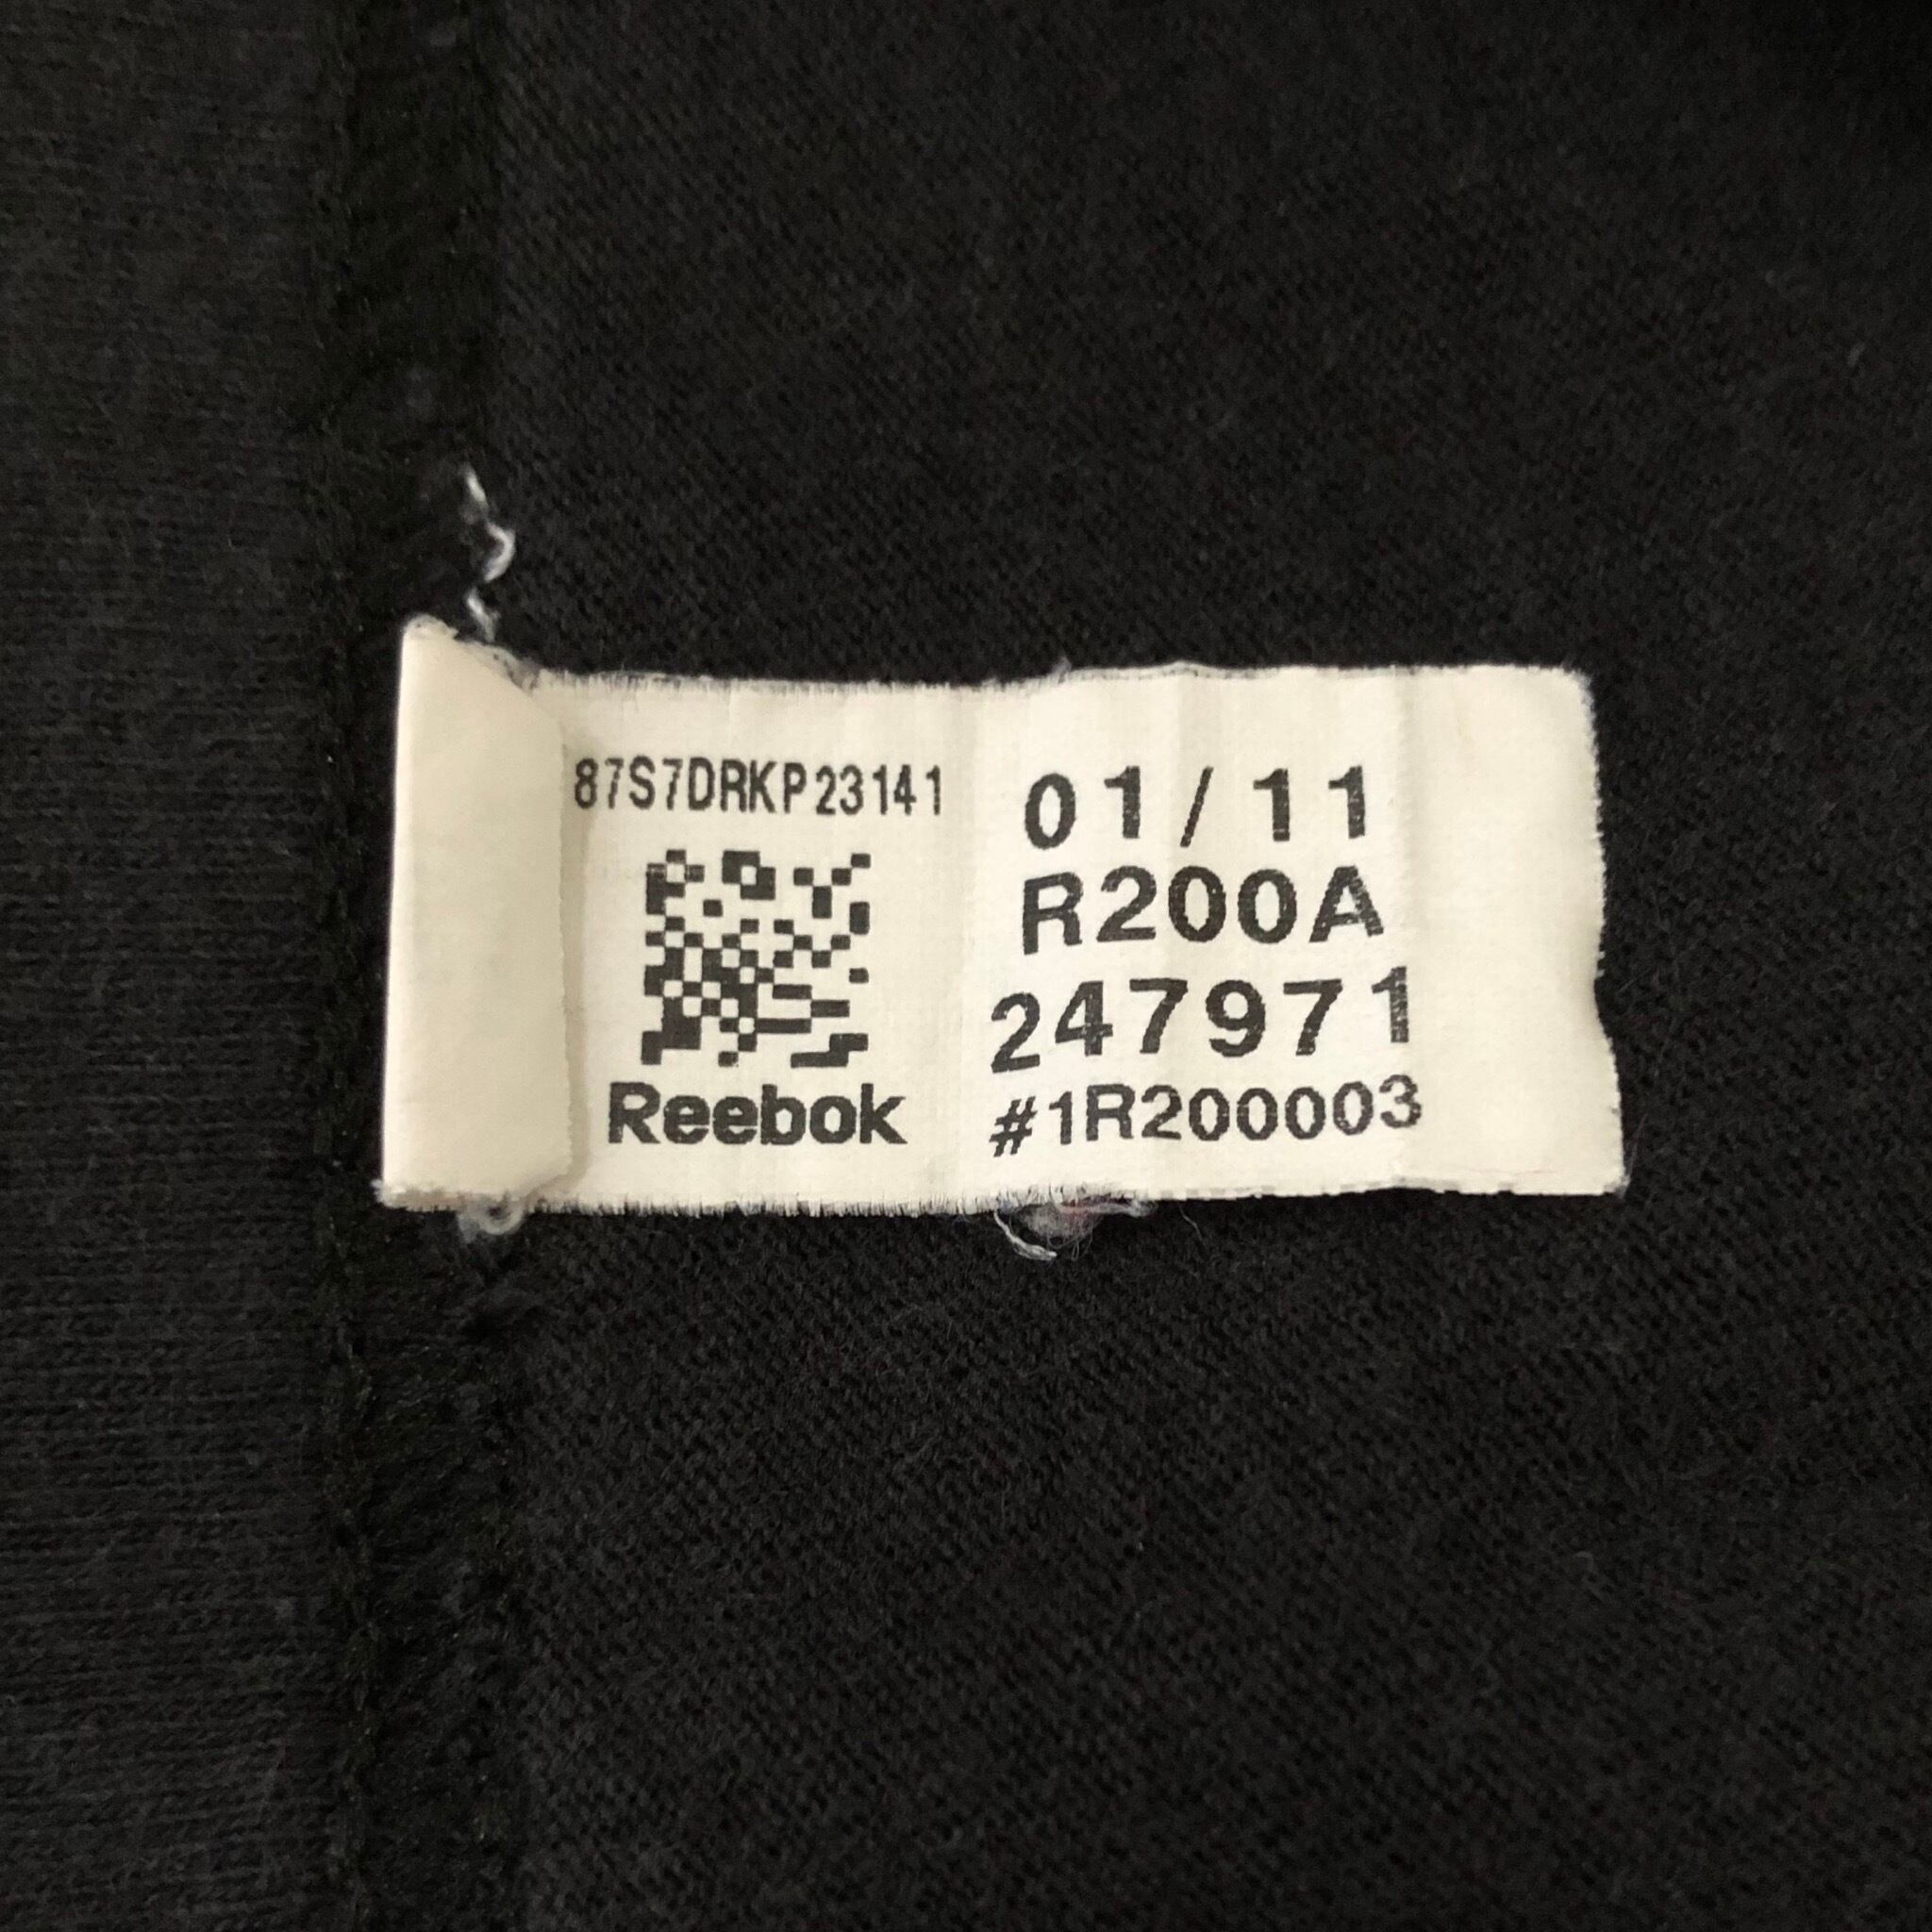 87S7DRKP23141
Reebok
01/11
R200A
247971
#1R200003